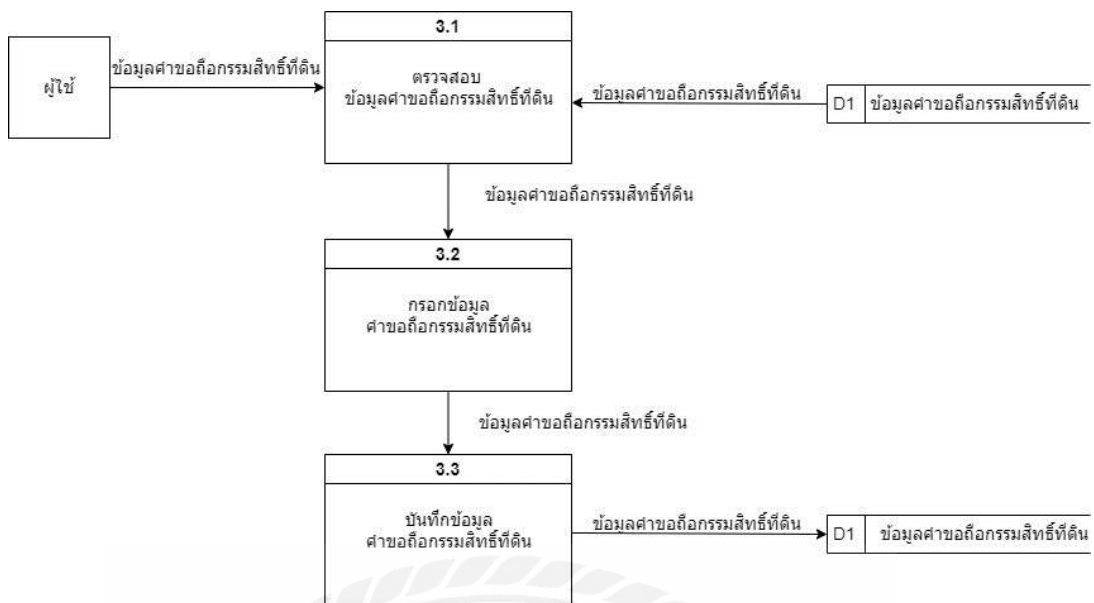 3.1
ผู้ใช้
ข้อมูลคำขอถือกรรมสิทธิ์ที่ดิน
ตรวจสอบ
ข้อมูลคำขอถือกรรมสิทธิ์ที่ดิน
ข้อมูลคำขอถือกรรมสิทธิ์ที่ดิน
D1 ข้อมูลคำขอถือกรรมสิทธิ์ที่ดิน
ข้อมูลคำขอถือกรรมสิทธิ์ที่ดิน
3.2
กรอกข้อมูล
คำขอถือกรรมสิทธิ์ที่ดิน
ข้อมูลคำขอถือกรรมสิทธิ์ที่ดิน
3.3
บันทึกข้อมูล
คำขอถือกรรมสิทธิ์ที่ดิน
ข้อมูลคำขอถือกรรมสิทธิ์ที่ดิน
D1 ข้อมูลคำขอถือกรรมสิทธิ์ที่ดิน